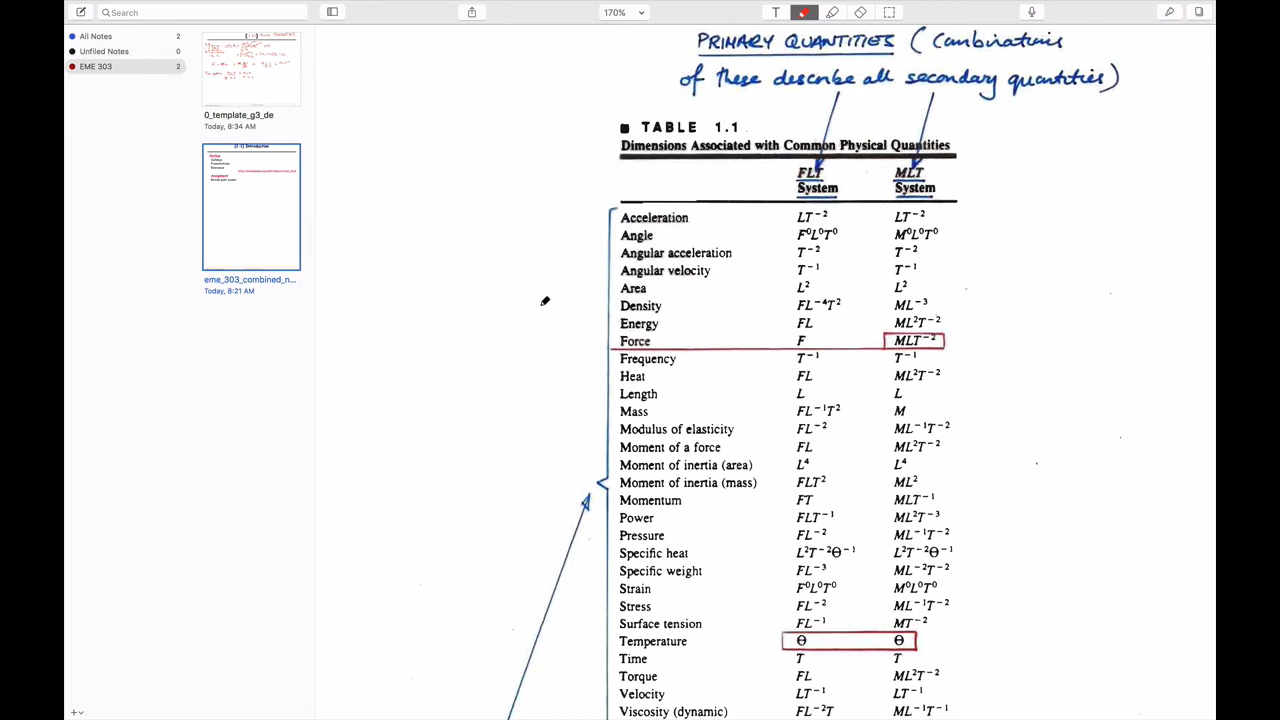 Search
170%
T
All Notes 2
Unfiled Notes 0
EME 303 2
0_template_g3_de
Today, 8:34 AM
[1-1] Introduction
eme_303_combined_n...
Today, 8:21 AM
PRIMARY QUANTITIES (Combinations
of these describe all secondary quantities)
■ TABLE 1.1
Dimensions Associated with Common Physical Quantities
FLT System MLT System
Acceleration LT⁻² LT⁻²
Angle F⁰L⁰T⁰ M⁰L⁰T⁰
Angular acceleration T⁻² T⁻²
Angular velocity T⁻¹ T⁻¹
Area L² L²
Density FL⁻⁴T² ML⁻³
Energy FL ML²T⁻²
Force F MLT⁻²
Frequency T⁻¹ T⁻¹
Heat FL ML²T⁻²
Length L L
Mass FL⁻¹T² M
Modulus of elasticity FL⁻² ML⁻¹T⁻²
Moment of a force FL ML²T⁻²
Moment of inertia (area) L⁴ L⁴
Moment of inertia (mass) FLT² ML²
Momentum FT MLT⁻¹
Power FLT⁻¹ ML²T⁻³
Pressure FL⁻² ML⁻¹T⁻²
Specific heat L²T⁻²Θ⁻¹ L²T⁻²Θ⁻¹
Specific weight FL⁻³ ML⁻²T⁻²
Strain F⁰L⁰T⁰ M⁰L⁰T⁰
Stress FL⁻² ML⁻¹T⁻²
Surface tension FL⁻¹ MT⁻²
Temperature Θ Θ
Time T T
Torque FL ML²T⁻²
Velocity LT⁻¹ LT⁻¹
Viscosity (dynamic) FL⁻²T ML⁻¹T⁻¹